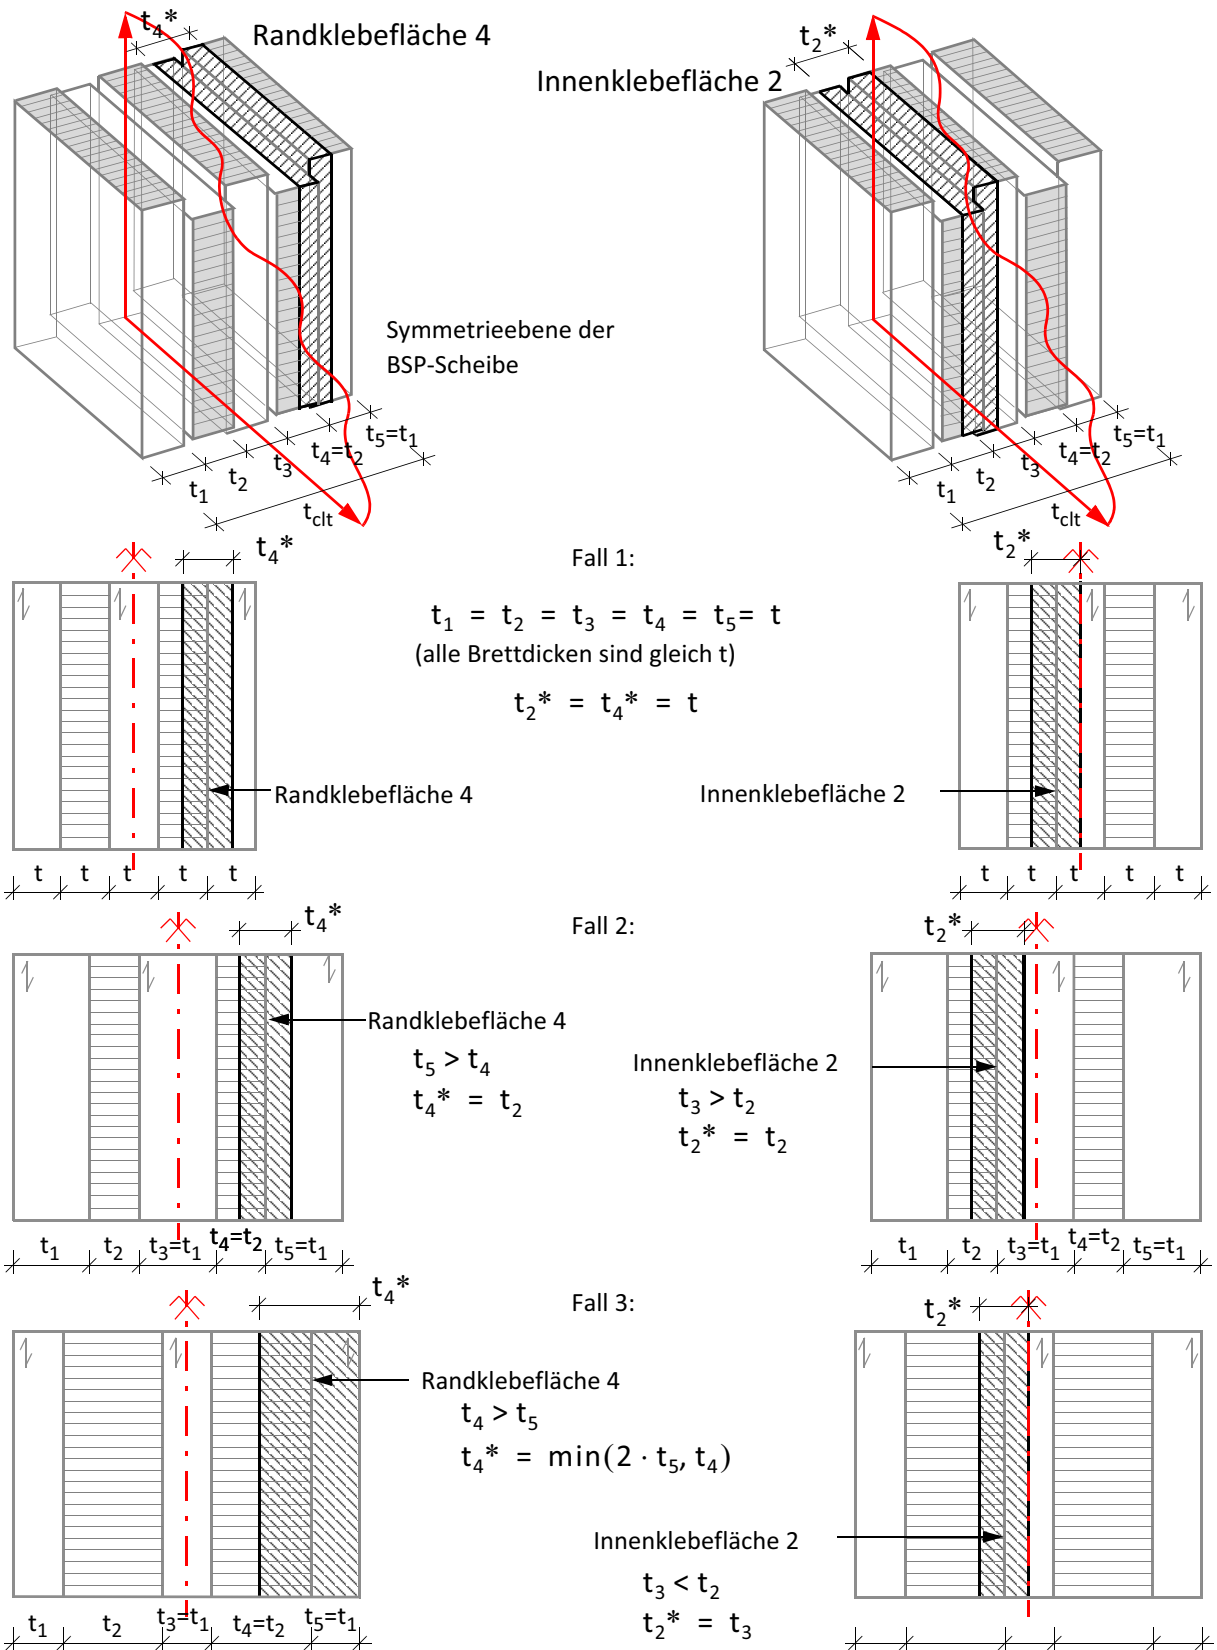 t4*
Randklebefläche 4
t2*
Innenklebefläche 2
Symmetrieebene der
BSP-Scheibe
t1
t2
t3
t4=t2
t5=t1
tclt
t1
t2
t3
t4=t2
t5=t1
tclt
t4*
Fall 1:
t2*
t1 = t2 = t3 = t4 = t5= t
(alle Brettdicken sind gleich t)
t2* = t4* = t
Randklebefläche 4
Innenklebefläche 2
t t t t t
t t t t t
t4*
Fall 2:
t2*
Randklebefläche 4
t5 > t4
t4* = t2
Innenklebefläche 2
t3 > t2
t2* = t2
t1 t2 t3=t1 t4=t2 t5=t1
t1 t2 t3=t1 t4=t2 t5=t1
t4*
Fall 3:
t2*
Randklebefläche 4
t4 > t5
t4* = min(2 · t5, t4)
Innenklebefläche 2
t3 < t2
t2* = t3
t1 t2 t3=t1 t4=t2 t5=t1